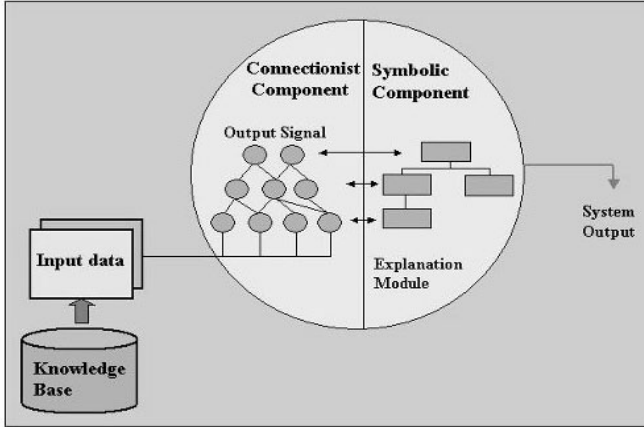 Connectionist
Component
Symbolic
Component
Output Signal
Explanation
Module
System
Output
Input data
Knowledge
Base